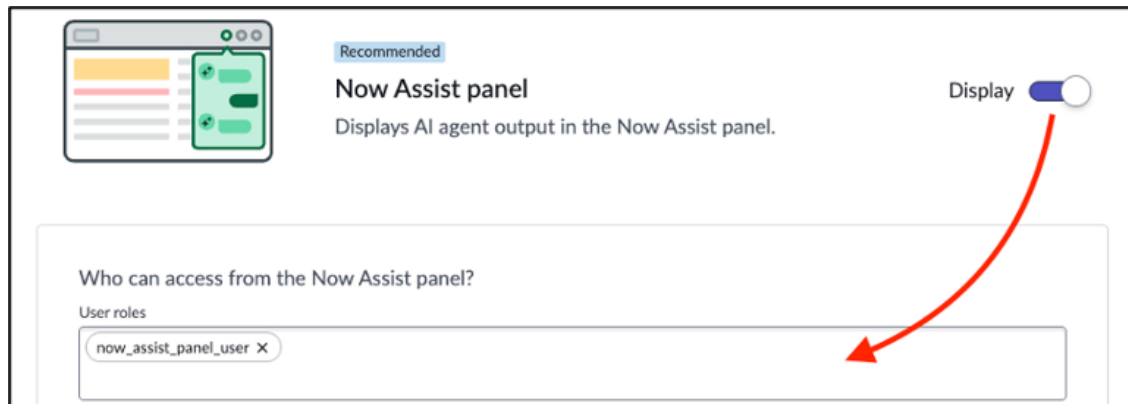 Recommended
Now Assist panel
Display
Displays AI agent output in the Now Assist panel.
Who can access from the Now Assist panel?
User roles
now_assist_panel_user ×